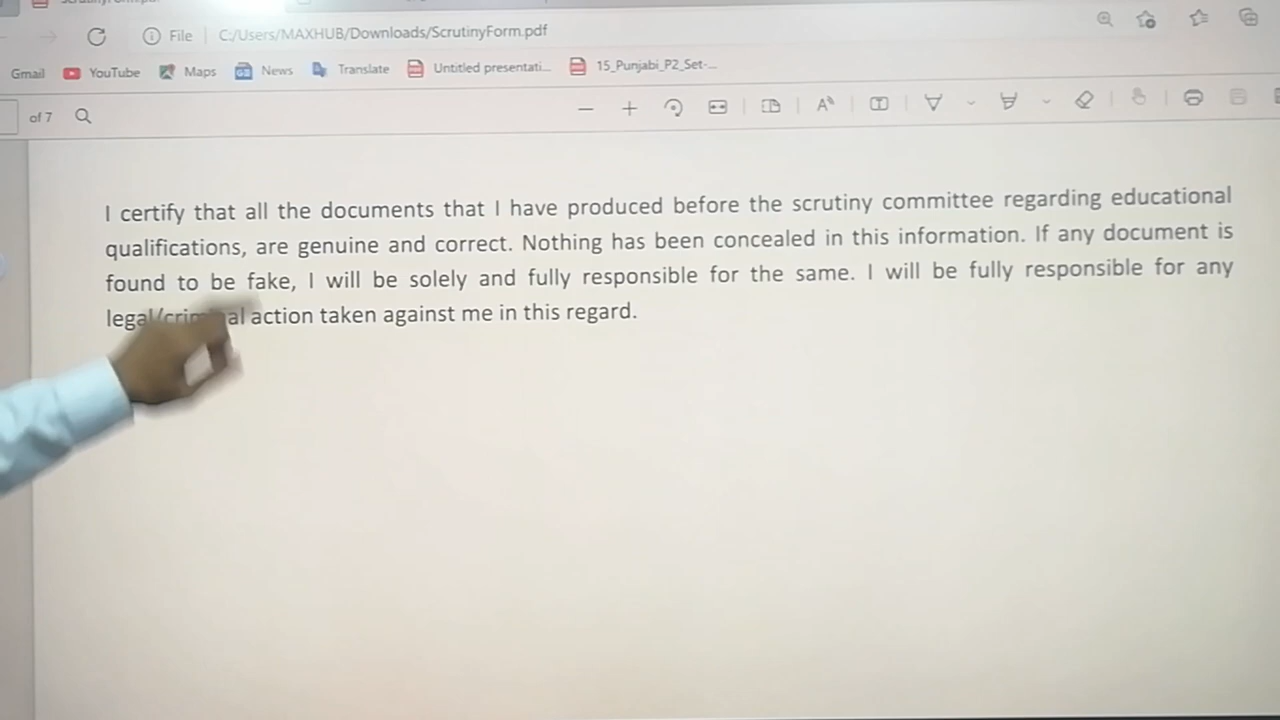 File C:/Users/MAXHUB/Downloads/ScrutinyForm.pdf
Gmail YouTube Maps News Translate Untitled presentati... 15_Punjabi_P2_Set-...
of 7
I certify that all the documents that I have produced before the scrutiny committee regarding educational
qualifications, are genuine and correct. Nothing has been concealed in this information. If any document is
found to be fake, I will be solely and fully responsible for the same. I will be fully responsible for any
legal/criminal action taken against me in this regard.